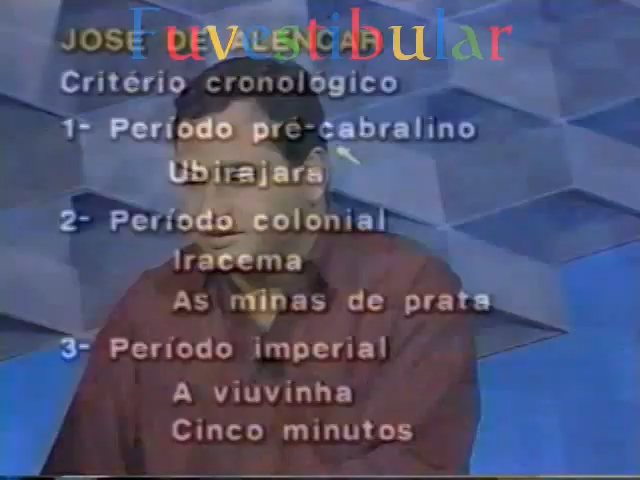 Fuvestibular
JOSE DE ALENCAR
Critério cronológico
1- Período pré-cabralino
Ubirajara
2- Período colonial
Iracema
As minas de prata
3- Período imperial
A viuvinha
Cinco minutos